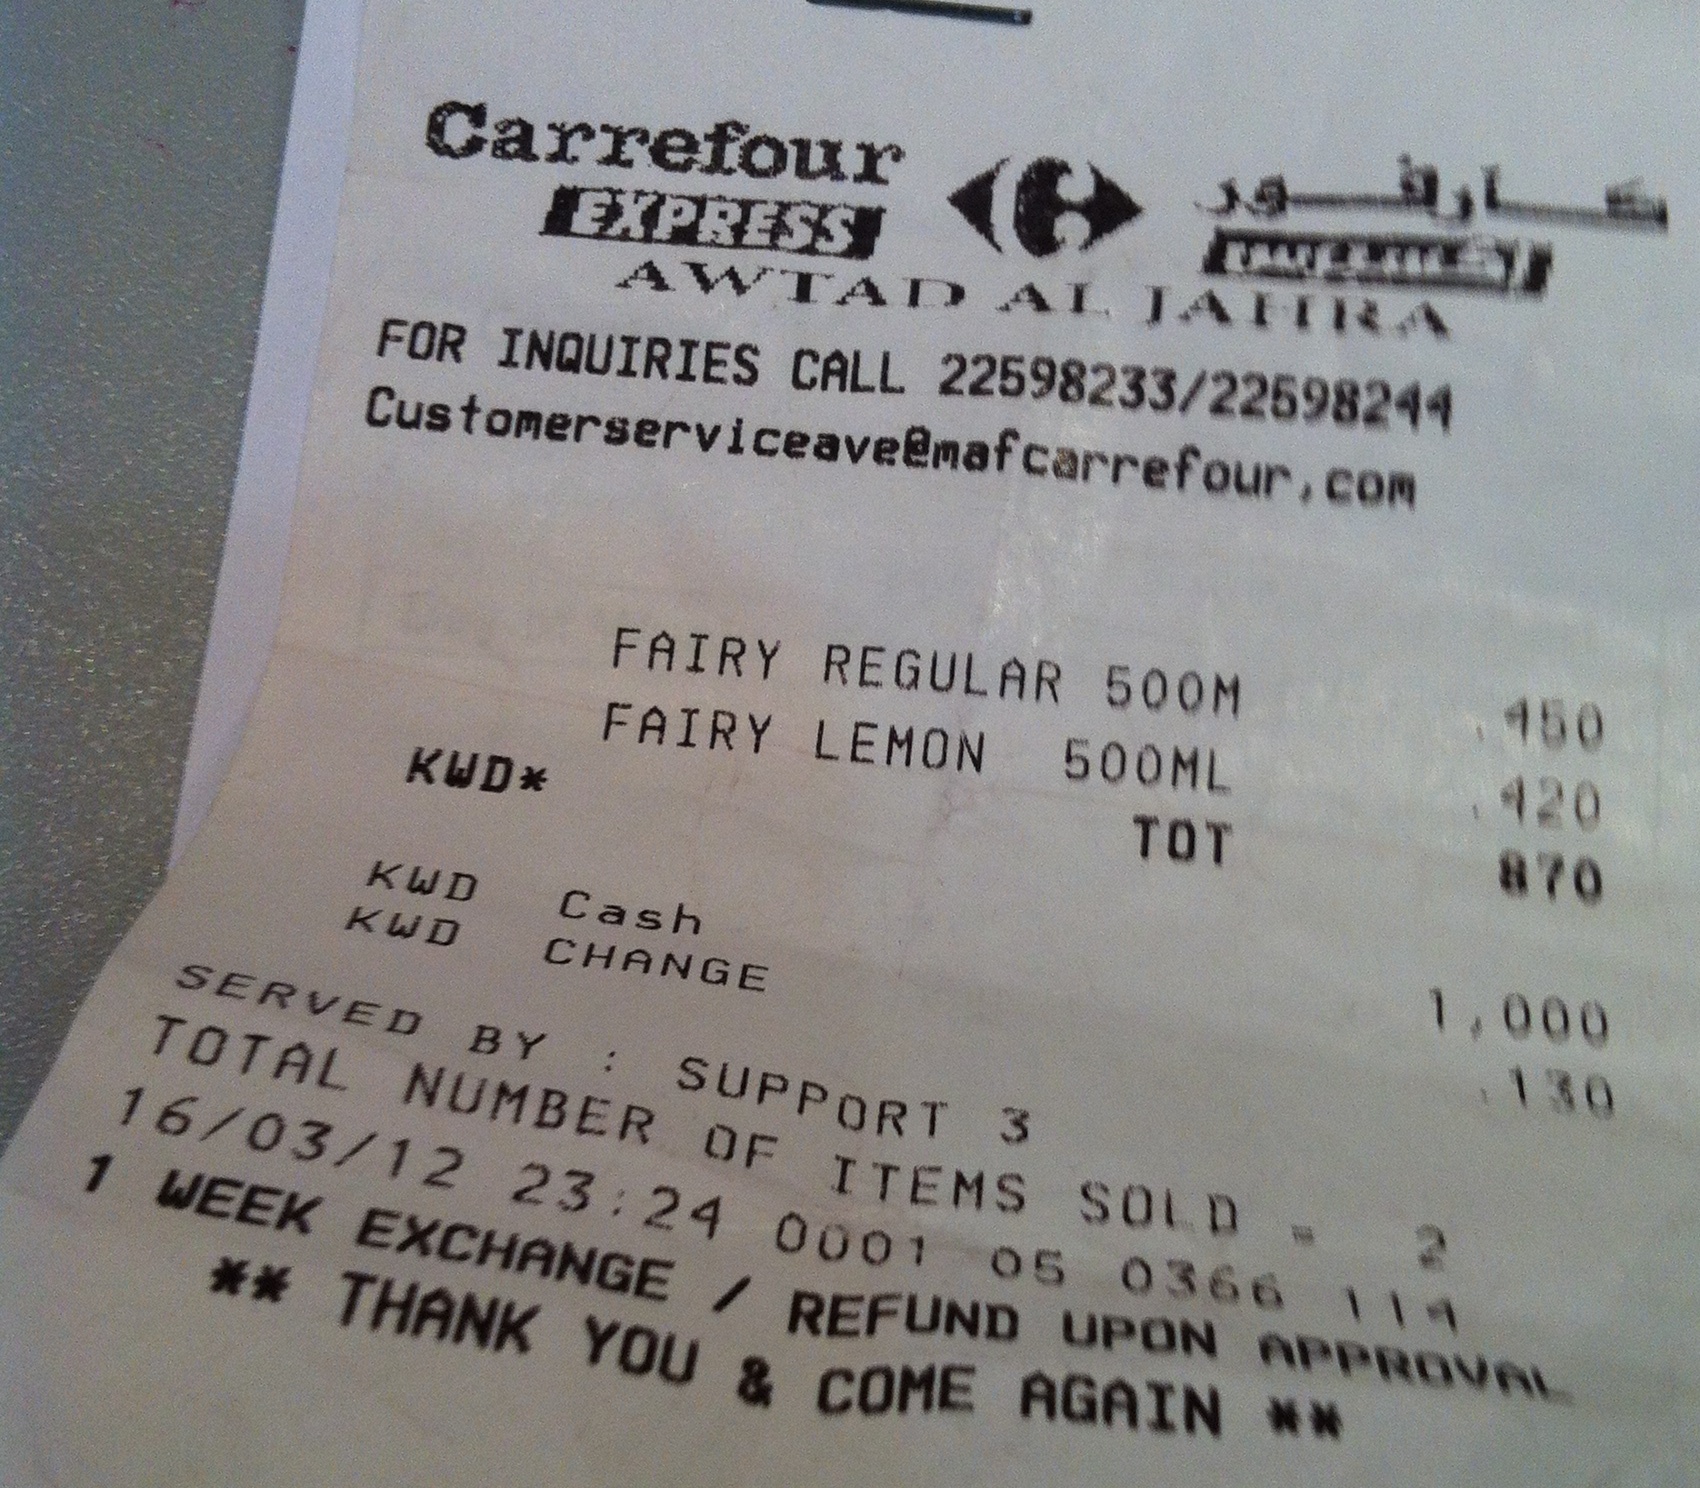 Carrefour كارفور
EXPRESS اكسبريس
AWTAD AL JAHRA
FOR INQUIRIES CALL 22598233/22598244
Customerserviceave@mafcarrefour.com
FAIRY REGULAR 500M .450
FAIRY LEMON 500ML .420
KWD* TOT 870
KWD Cash 1,000
KWD CHANGE .130
SERVED BY : SUPPORT 3
TOTAL NUMBER OF ITEMS SOLD = 2
16/03/12 23:24 0001 05 0366 114
1 WEEK EXCHANGE / REFUND UPON APPROVAL
** THANK YOU & COME AGAIN **